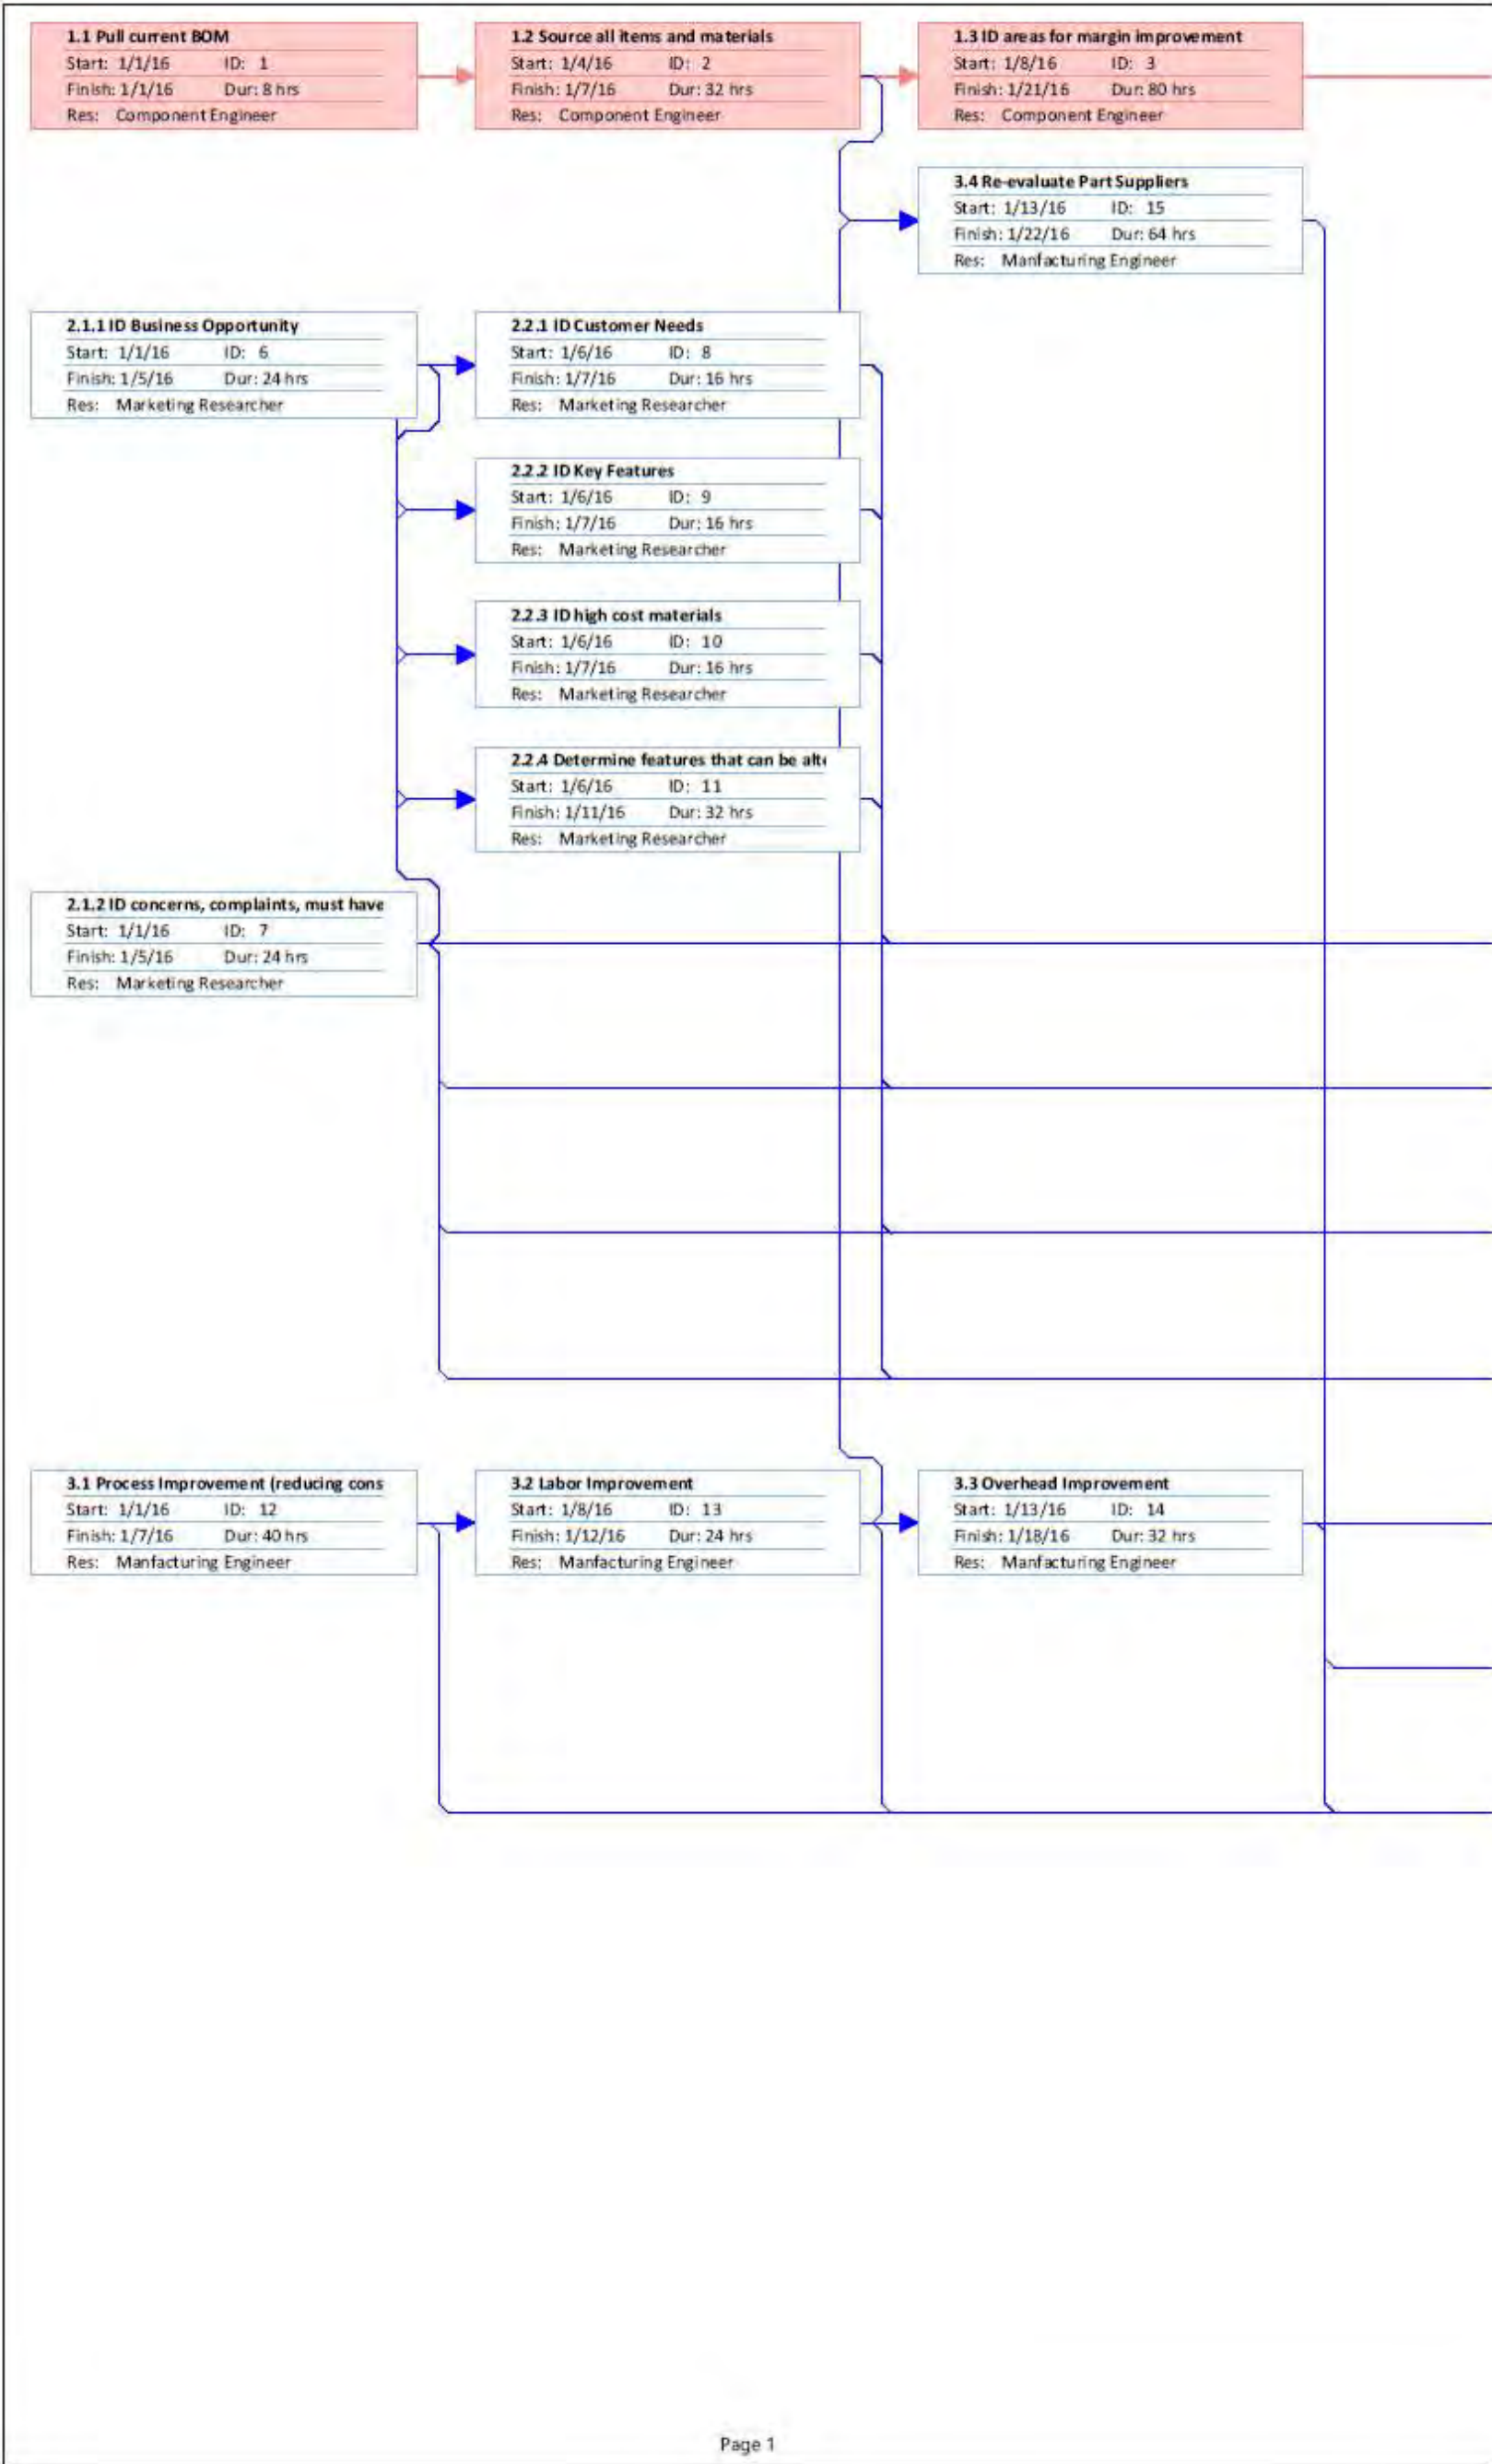 1.1 Pull current BOM
Start: 1/1/16 ID: 1
Finish: 1/1/16 Dur: 8 hrs
Res: Component Engineer
1.2 Source all items and materials
Start: 1/4/16 ID: 2
Finish: 1/7/16 Dur: 32 hrs
Res: Component Engineer
1.3 ID areas for margin improvement
Start: 1/8/16 ID: 3
Finish: 1/21/16 Dur: 80 hrs
Res: Component Engineer
3.4 Re-evaluate Part Suppliers
Start: 1/13/16 ID: 15
Finish: 1/22/16 Dur: 64 hrs
Res: Manfacturing Engineer
2.1.1 ID Business Opportunity
Start: 1/1/16 ID: 6
Finish: 1/5/16 Dur: 24 hrs
Res: Marketing Researcher
2.2.1 ID Customer Needs
Start: 1/6/16 ID: 8
Finish: 1/7/16 Dur: 16 hrs
Res: Marketing Researcher
2.2.2 ID Key Features
Start: 1/6/16 ID: 9
Finish: 1/7/16 Dur: 16 hrs
Res: Marketing Researcher
2.2.3 ID high cost materials
Start: 1/6/16 ID: 10
Finish: 1/7/16 Dur: 16 hrs
Res: Marketing Researcher
2.2.4 Determine features that can be alt
Start: 1/6/16 ID: 11
Finish: 1/11/16 Dur: 32 hrs
Res: Marketing Researcher
2.1.2 ID concerns, complaints, must have
Start: 1/1/16 ID: 7
Finish: 1/5/16 Dur: 24 hrs
Res: Marketing Researcher
3.1 Process Improvement (reducing cons
Start: 1/1/16 ID: 12
Finish: 1/7/16 Dur: 40 hrs
Res: Manfacturing Engineer
3.2 Labor Improvement
Start: 1/8/16 ID: 13
Finish: 1/12/16 Dur: 24 hrs
Res: Manfacturing Engineer
3.3 Overhead Improvement
Start: 1/13/16 ID: 14
Finish: 1/18/16 Dur: 32 hrs
Res: Manfacturing Engineer
Page 1